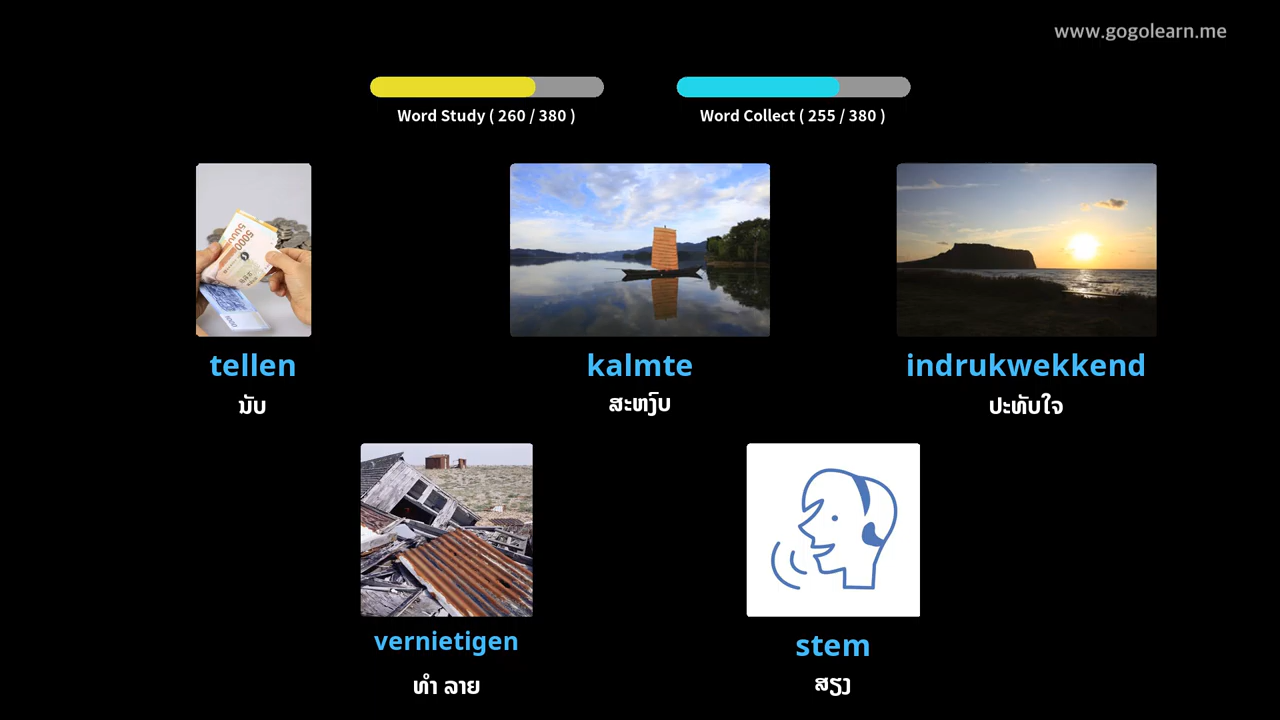 www.gogolearn.me
Word Study ( 260 / 380 )
Word Collect ( 255 / 380 )
5000
tellen
kalmte
indrukwekkend
ນັບ
ສະຫງົບ
ປະທັບໃຈ
vernietigen
stem
ທຳ ລາຍ
ສຽງ